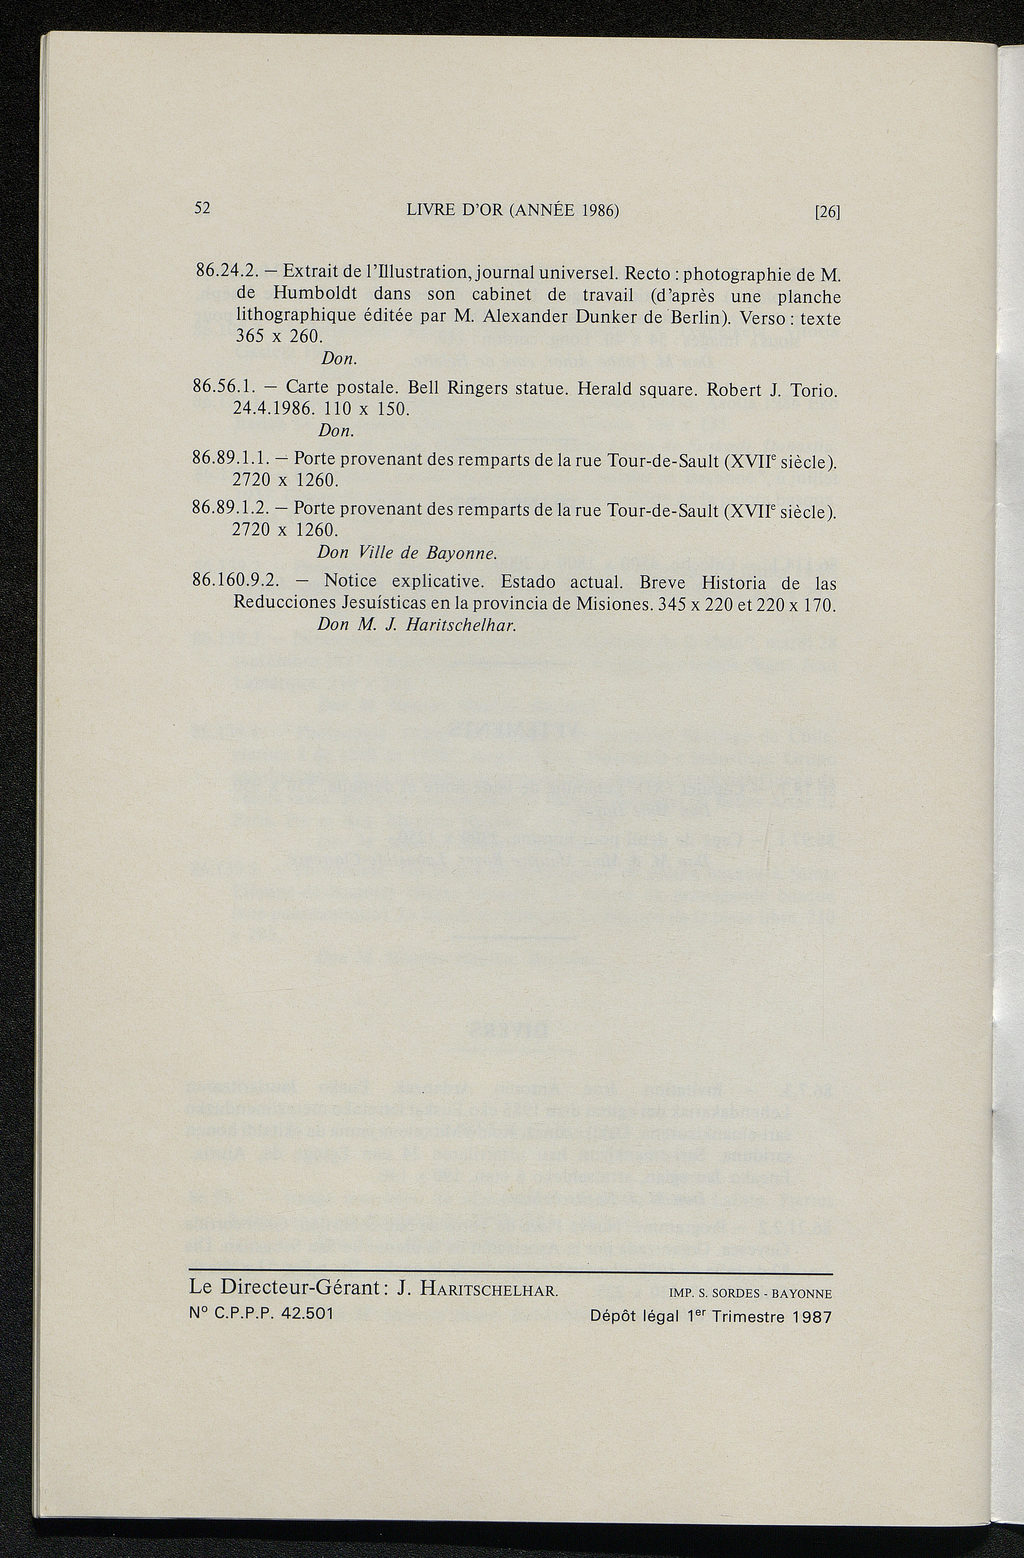 52 LIVRE D'OR (ANNÉE 1986) [26]
86.24.2. — Extrait de l'Illustration, journal universel. Recto : photographie de M.
de Humboldt dans son cabinet de travail (d'après une planche
lithographique éditée par M. Alexander Dunker de Berlin). Verso : texte
365 x 260.
Don.
86.56.1. — Carte postale. Bell Ringers statue. Herald square. Robert J. Torio.
24.4.1986. 110 x 150.
Don.
86.89.1.1. — Porte provenant des remparts de la rue Tour-de-Sault (XVIIe siècle).
2720 x 1260.
86.89.1.2. — Porte provenant des remparts de la rue Tour-de-Sault (XVIIe siècle).
2720 x 1260.
Don Ville de Bayonne.
86.160.9.2. — Notice explicative. Estado actual. Breve Historia de las
Reducciones Jesuísticas en la provincia de Misiones. 345 x 220 et 220 x 170.
Don M. J. Haritschelhar.
Le Directeur-Gérant : J. HARITSCHELHAR. IMP. S. SORDES - BAYONNE
N° C.P.P.P. 42.501 Dépôt légal 1er Trimestre 1987